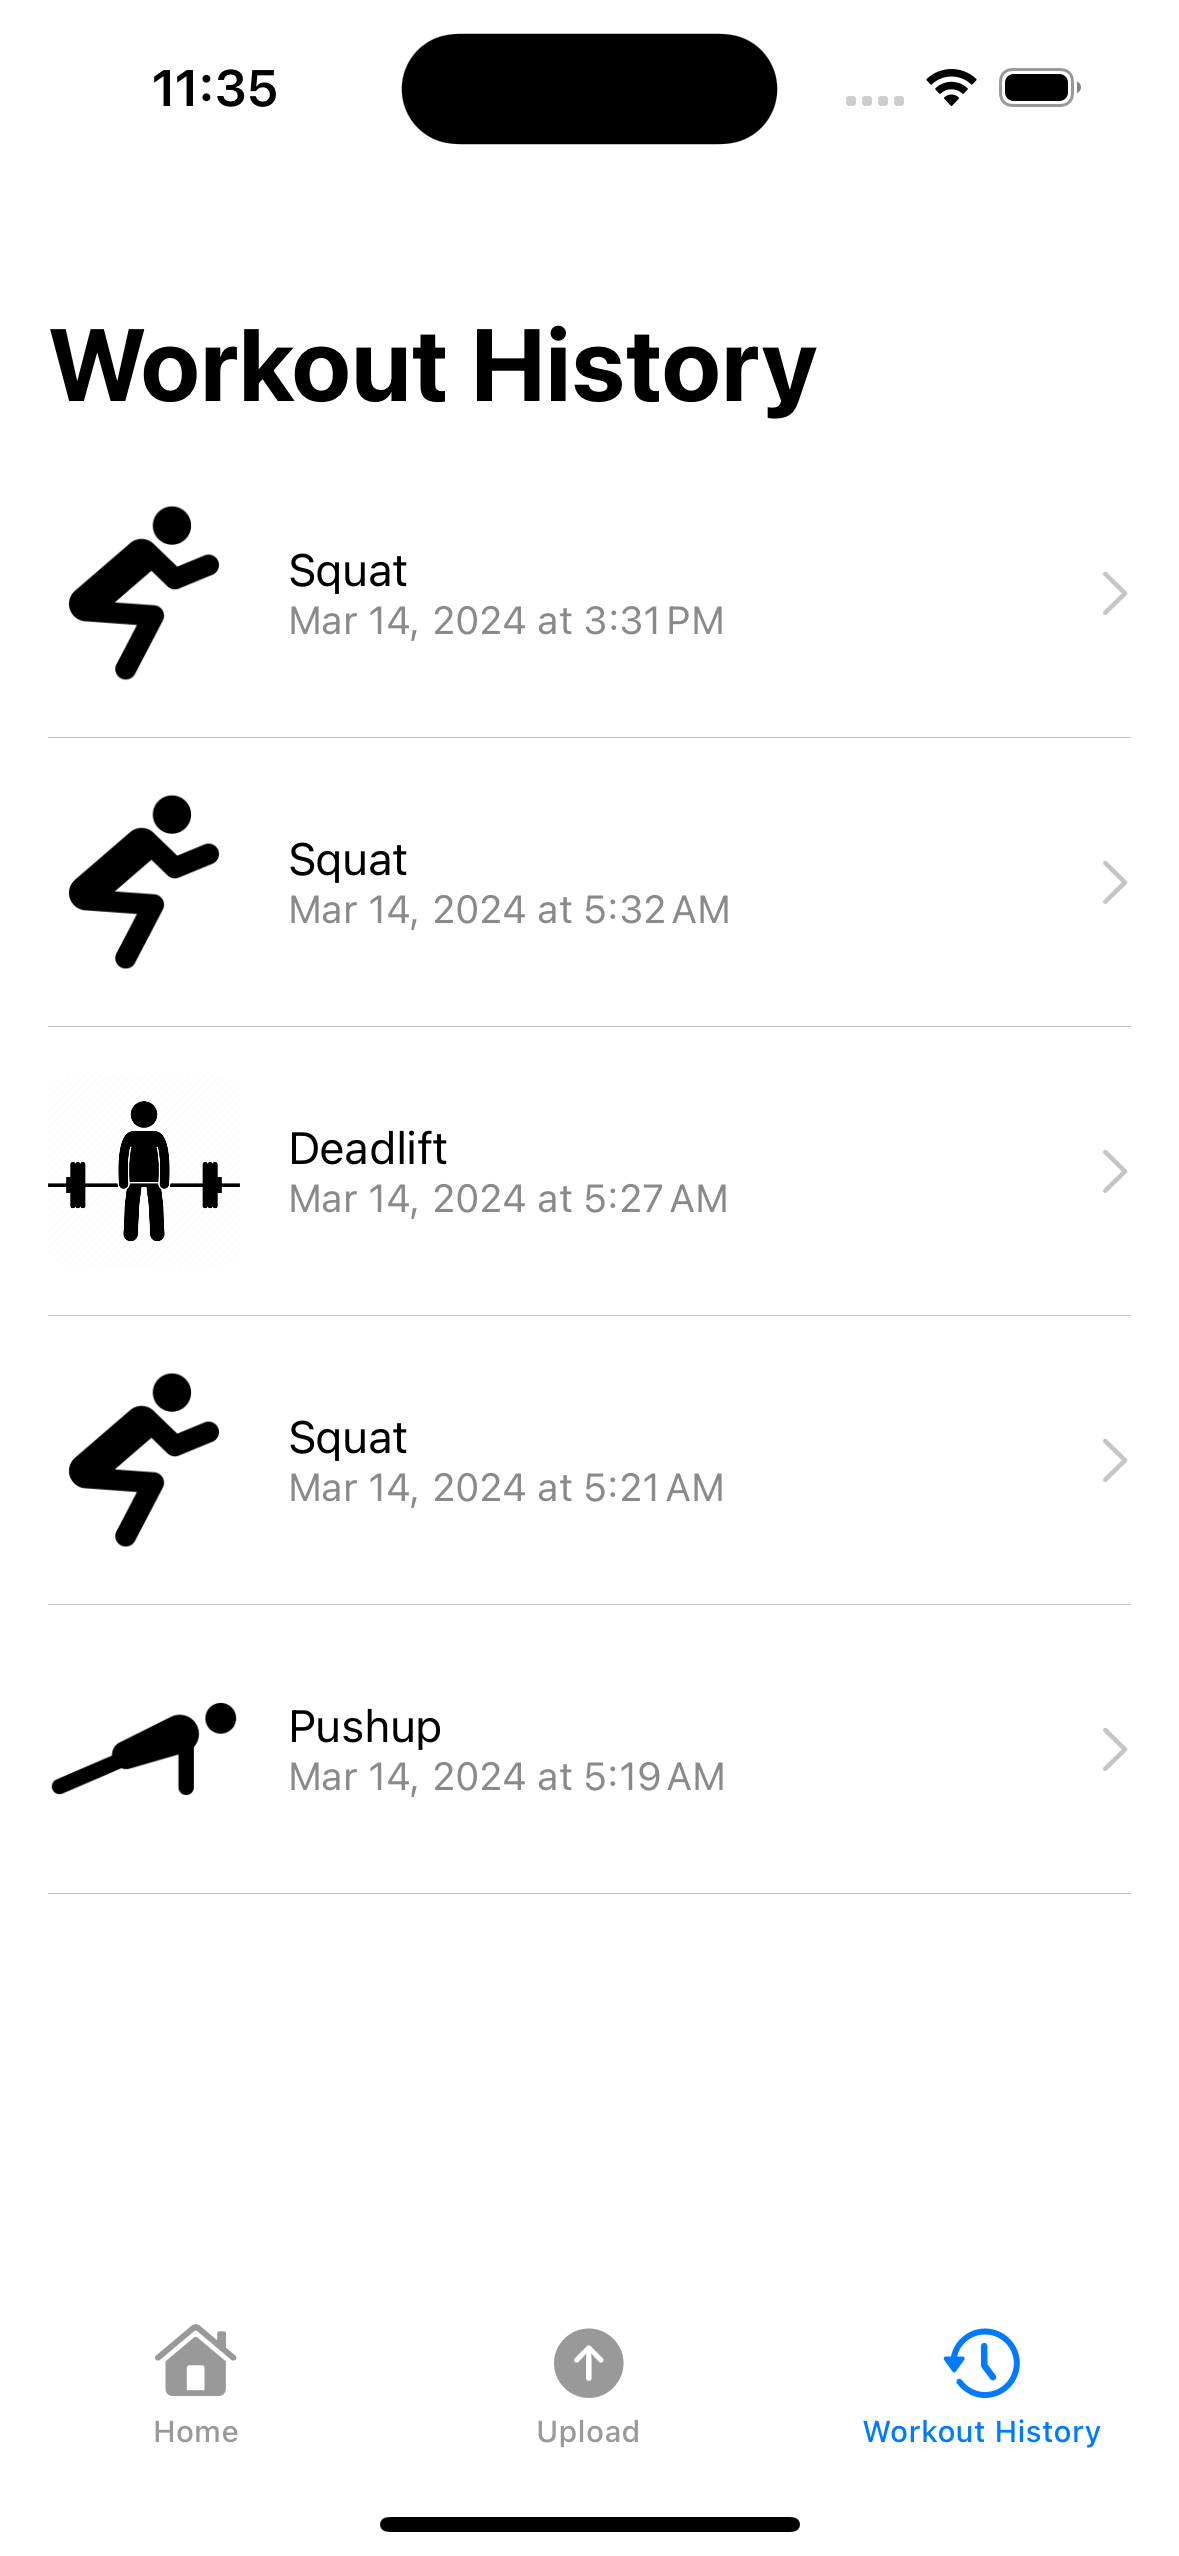 11:35
Workout History
Squat
Mar 14, 2024 at 3:31 PM
Squat
Mar 14, 2024 at 5:32 AM
Deadlift
Mar 14, 2024 at 5:27 AM
Squat
Mar 14, 2024 at 5:21 AM
Pushup
Mar 14, 2024 at 5:19 AM
Home
Upload
Workout History